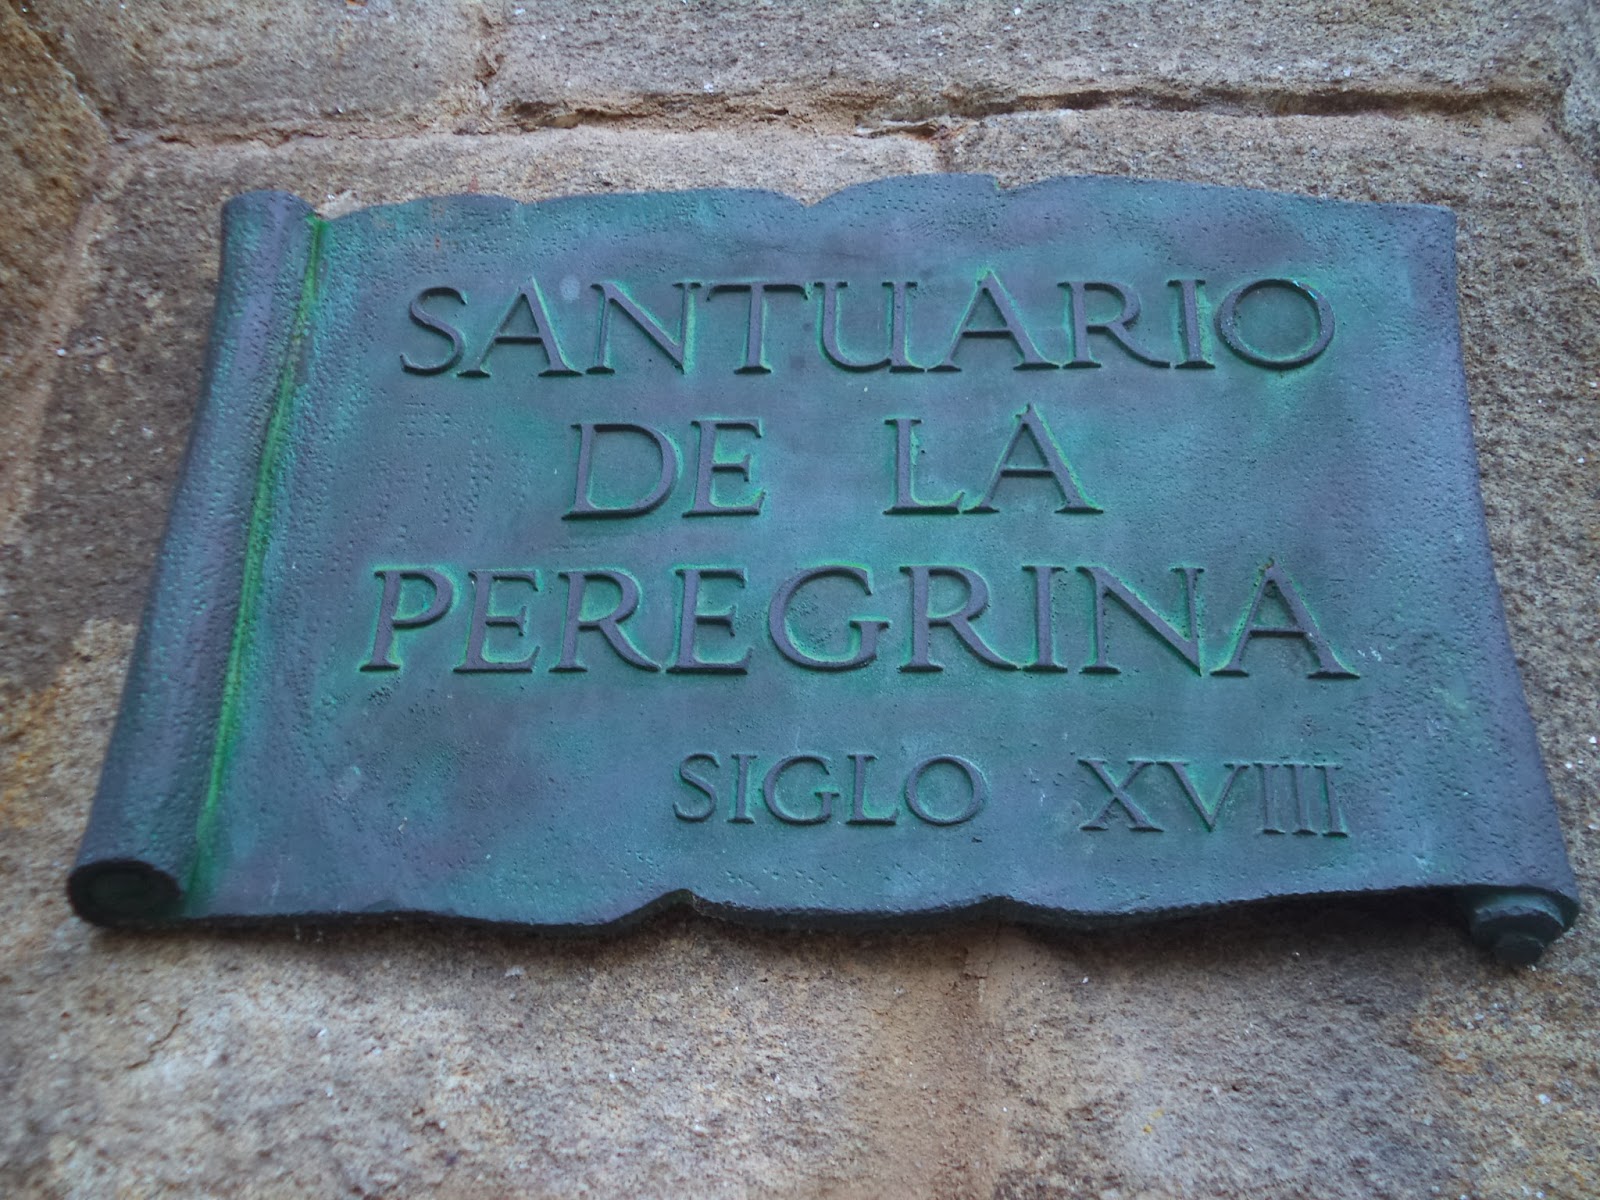 SANTUARIO
DE LA
PEREGRINA
SIGLO XVIII